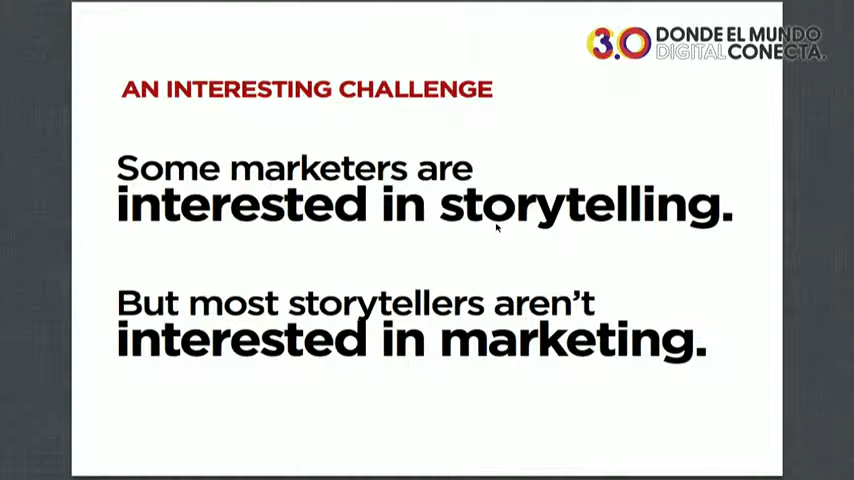 3.0 DONDE EL MUNDO
DIGITAL CONECTA.
AN INTERESTING CHALLENGE
Some marketers are
interested in storytelling.
But most storytellers aren’t
interested in marketing.